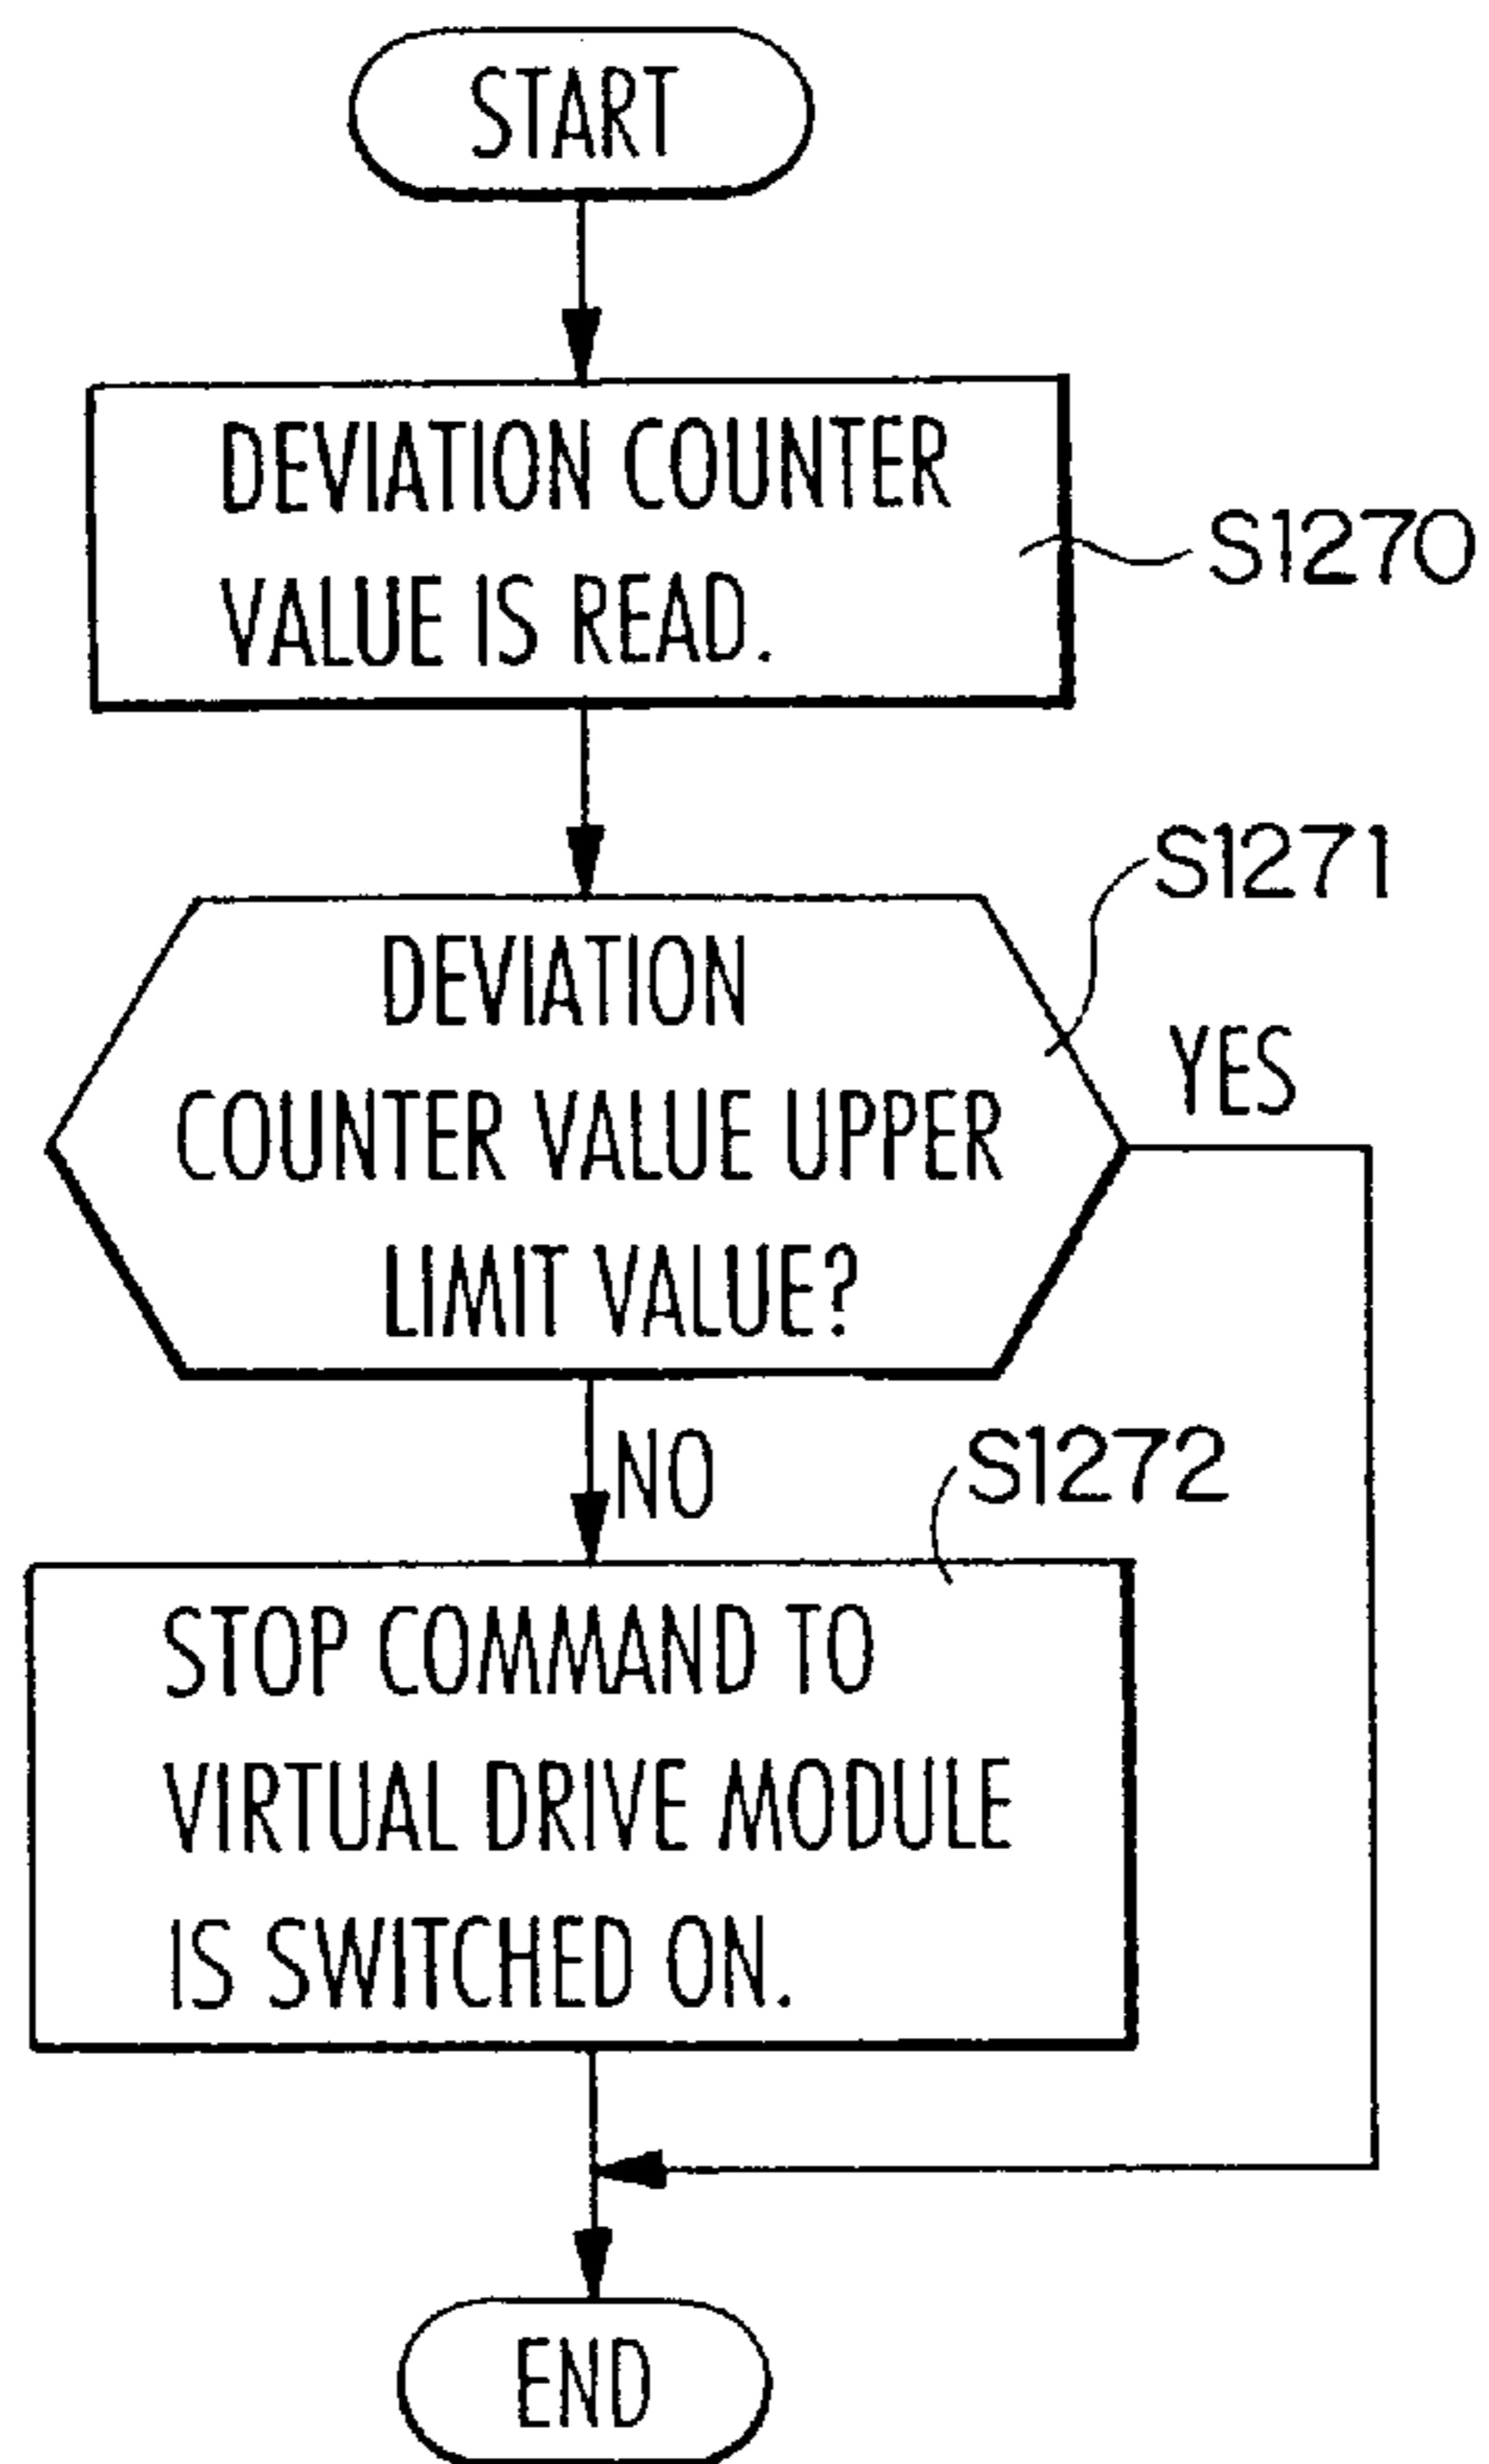 START
DEVIATION COUNTER
VALUE IS READ.
S1270
S1271
DEVIATION
COUNTER VALUE UPPER
LIMIT VALUE?
YES
NO
S1272
STOP COMMAND TO
VIRTUAL DRIVE MODULE
IS SWITCHED ON.
END